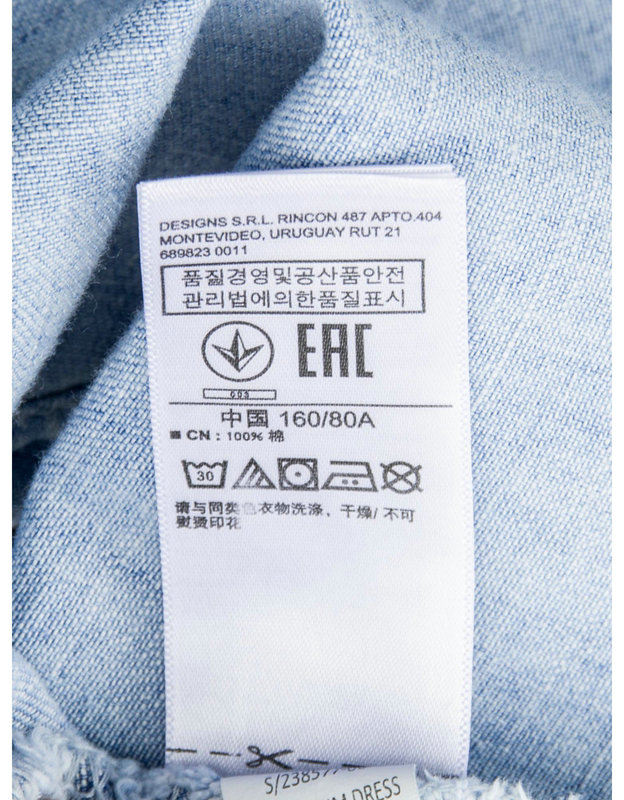 DESIGNS S.R.L. RINCON 487 APTO.404
MONTEVIDEO, URUGUAY RUT 21
689823 0011
품질경영및공산품안전
관리법에의한품질표시
EAC
003
中国 160/80A
CN : 100% 棉
30
请与同类色衣物洗涤，干燥/ 不可
熨烫印花
DRESS